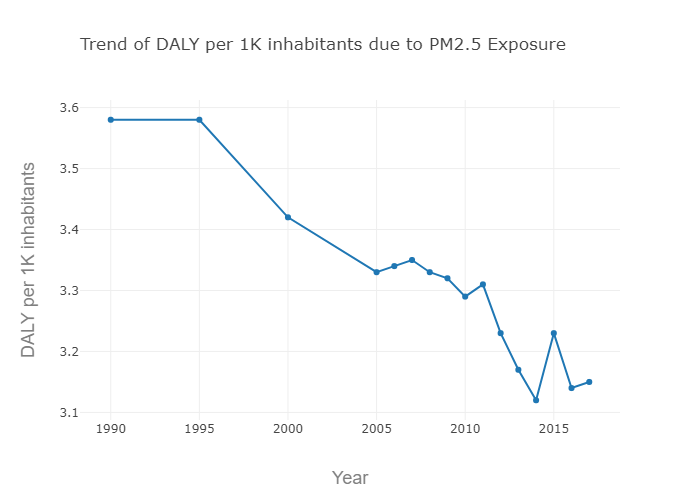 Trend of DALY per 1K inhabitants due to PM2.5 Exposure
3.6
3.5
3.4
3.3
3.2
3.1
DALY per 1K inhabitants
1990 1995 2000 2005 2010 2015
Year